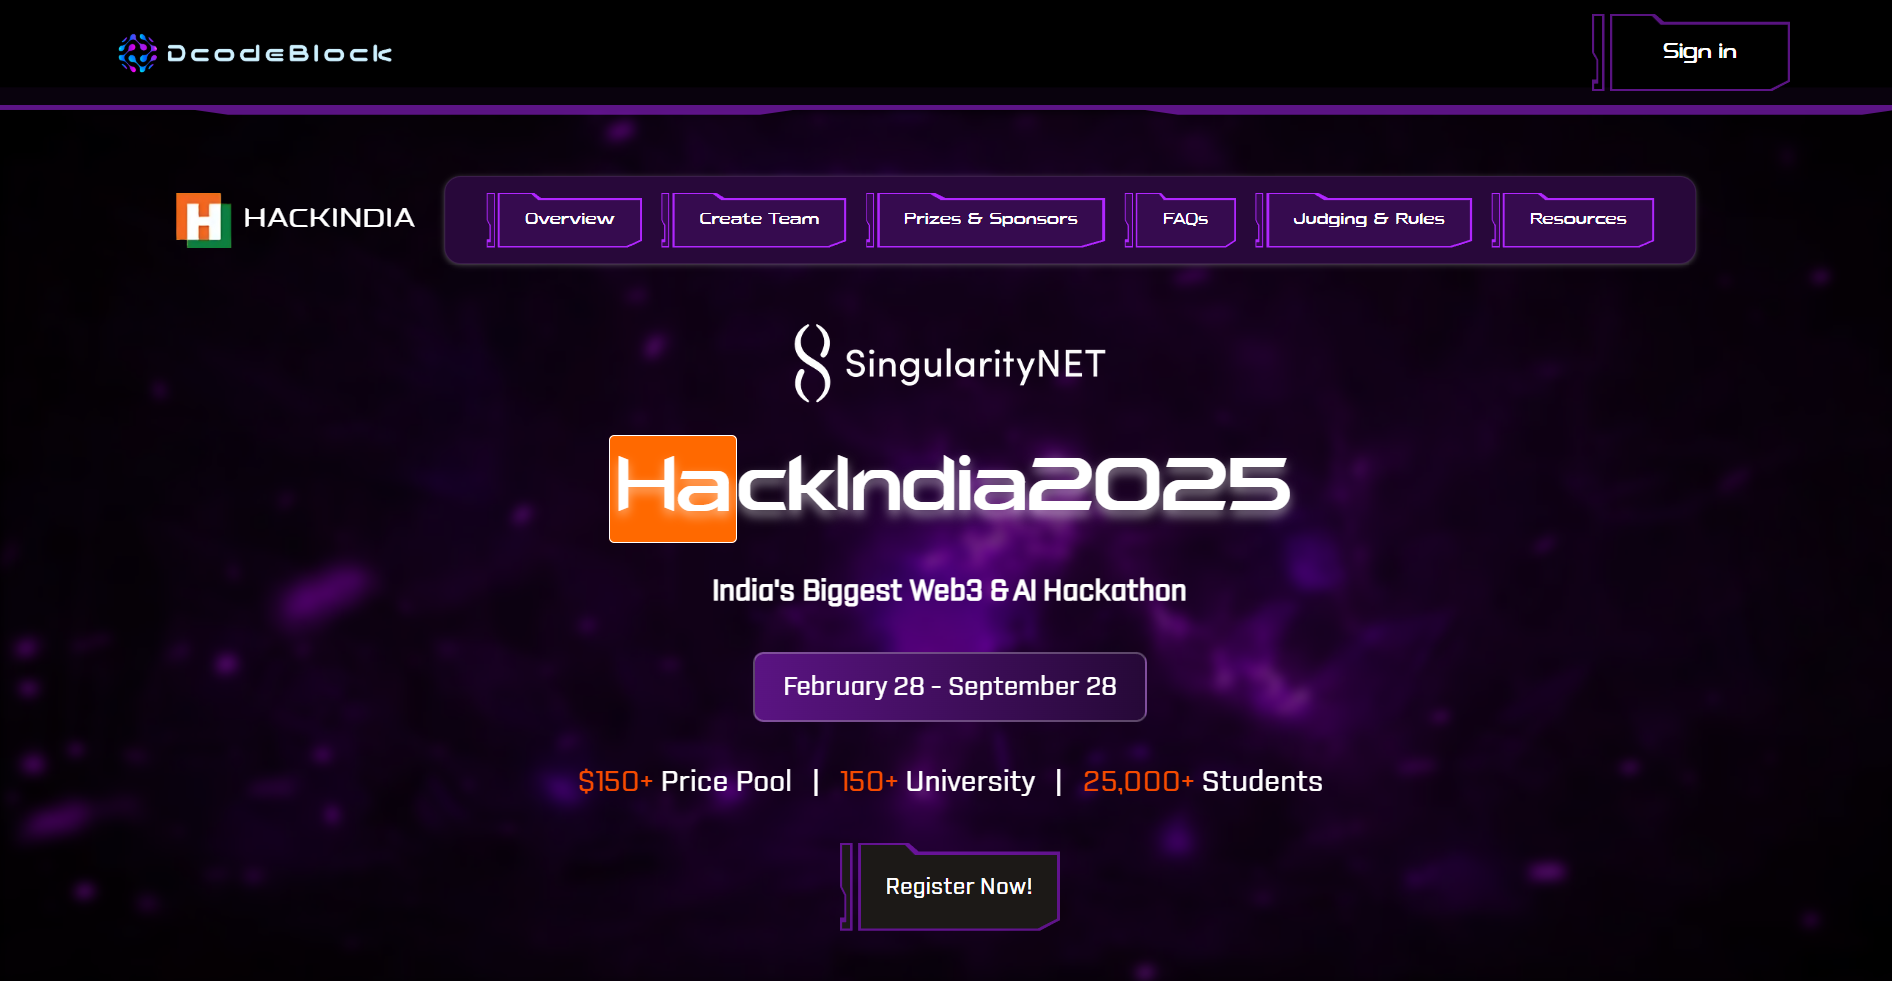 DcodeBlock
Sign in
HACKINDIA
Overview
Create Team
Prizes & Sponsors
FAQs
Judging & Rules
Resources
SingularityNET
HackIndia2025
India's Biggest Web3 & AI Hackathon
February 28 - September 28
$150+ Price Pool | 150+ University | 25,000+ Students
Register Now!